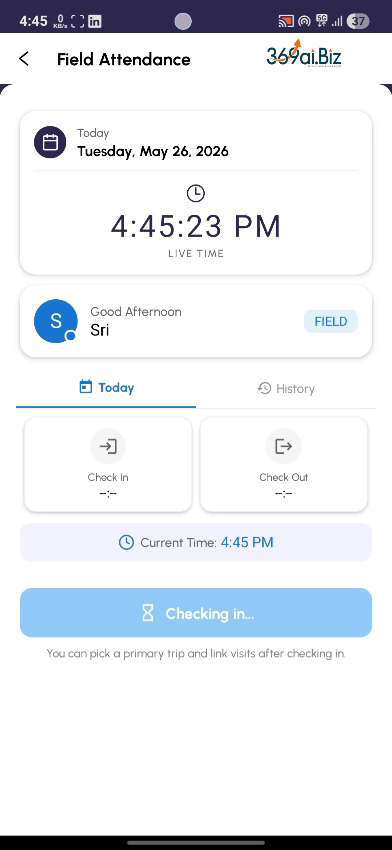 4:45 0 KB/s 5G 37
Field Attendance
369ai.Biz
Today
Tuesday, May 26, 2026
4:45:23 PM
LIVE TIME
S
Good Afternoon
Sri
FIELD
Today
History
Check In
--:--
Check Out
--:--
Current Time: 4:45 PM
Checking in...
You can pick a primary trip and link visits after checking in.